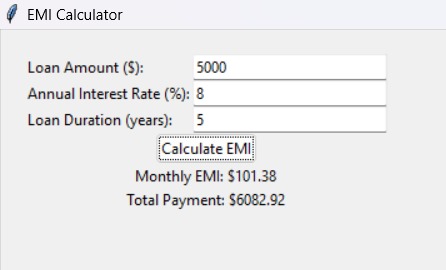 EMI Calculator
Loan Amount ($): 5000
Annual Interest Rate (%): 8
Loan Duration (years): 5
Calculate EMI
Monthly EMI: $101.38
Total Payment: $6082.92